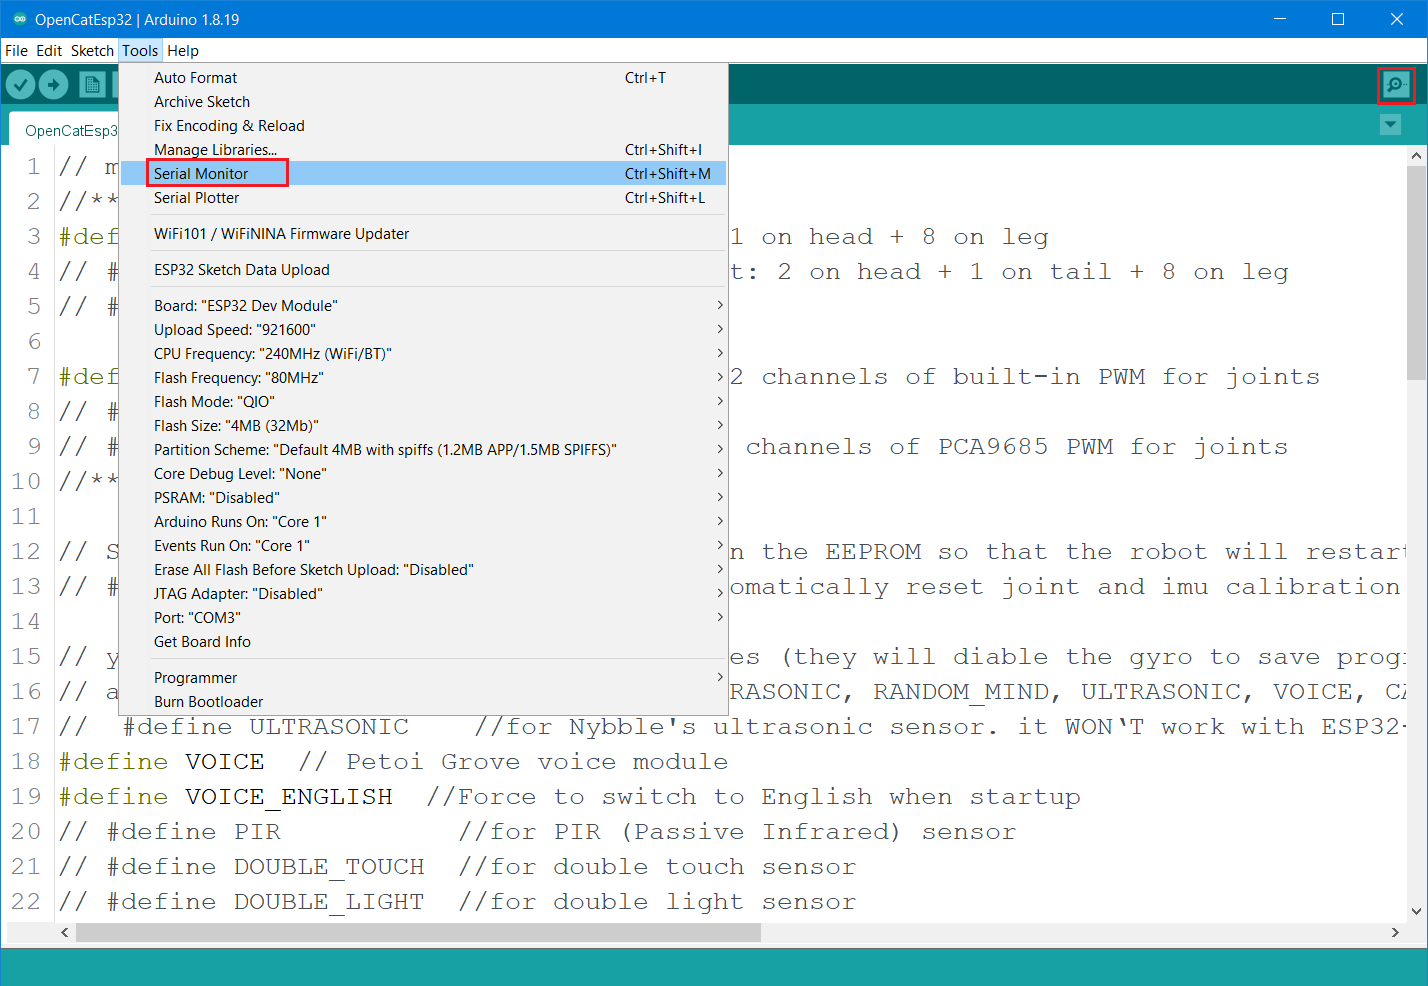 OpenCatEsp32 | Arduino 1.8.19
File Edit Sketch Tools Help
Auto Format Ctrl+T
Archive Sketch
Fix Encoding & Reload
Manage Libraries... Ctrl+Shift+I
Serial Monitor Ctrl+Shift+M
Serial Plotter Ctrl+Shift+L
WiFi101 / WiFiNINA Firmware Updater
ESP32 Sketch Data Upload
Board: "ESP32 Dev Module"
Upload Speed: "921600"
CPU Frequency: "240MHz (WiFi/BT)"
Flash Frequency: "80MHz"
Flash Mode: "QIO"
Flash Size: "4MB (32Mb)"
Partition Scheme: "Default 4MB with spiffs (1.2MB APP/1.5MB SPIFFS)"
Core Debug Level: "None"
PSRAM: "Disabled"
Arduino Runs On: "Core 1"
Events Run On: "Core 1"
Erase All Flash Before Sketch Upload: "Disabled"
JTAG Adapter: "Disabled"
Port: "COM3"
Get Board Info
Programmer
Burn Bootloader
OpenCatEsp3
1 // m
2 //**
3 #def 1 on head + 8 on leg
4 // # t: 2 on head + 1 on tail + 8 on leg
5 // #
6
7 #def 2 channels of built-in PWM for joints
8 // #
9 // # channels of PCA9685 PWM for joints
10 //**
11
12 // S n the EEPROM so that the robot will restart
13 // # omatically reset joint and imu calibration
14
15 // y es (they will diable the gyro to save prog
16 // a RASONIC, RANDOM_MIND, ULTRASONIC, VOICE, CA
17 // #define ULTRASONIC //for Nybble's ultrasonic sensor. it WON‘T work with ESP32-
18 #define VOICE // Petoi Grove voice module
19 #define VOICE_ENGLISH //Force to switch to English when startup
20 // #define PIR //for PIR (Passive Infrared) sensor
21 // #define DOUBLE_TOUCH //for double touch sensor
22 // #define DOUBLE_LIGHT //for double light sensor